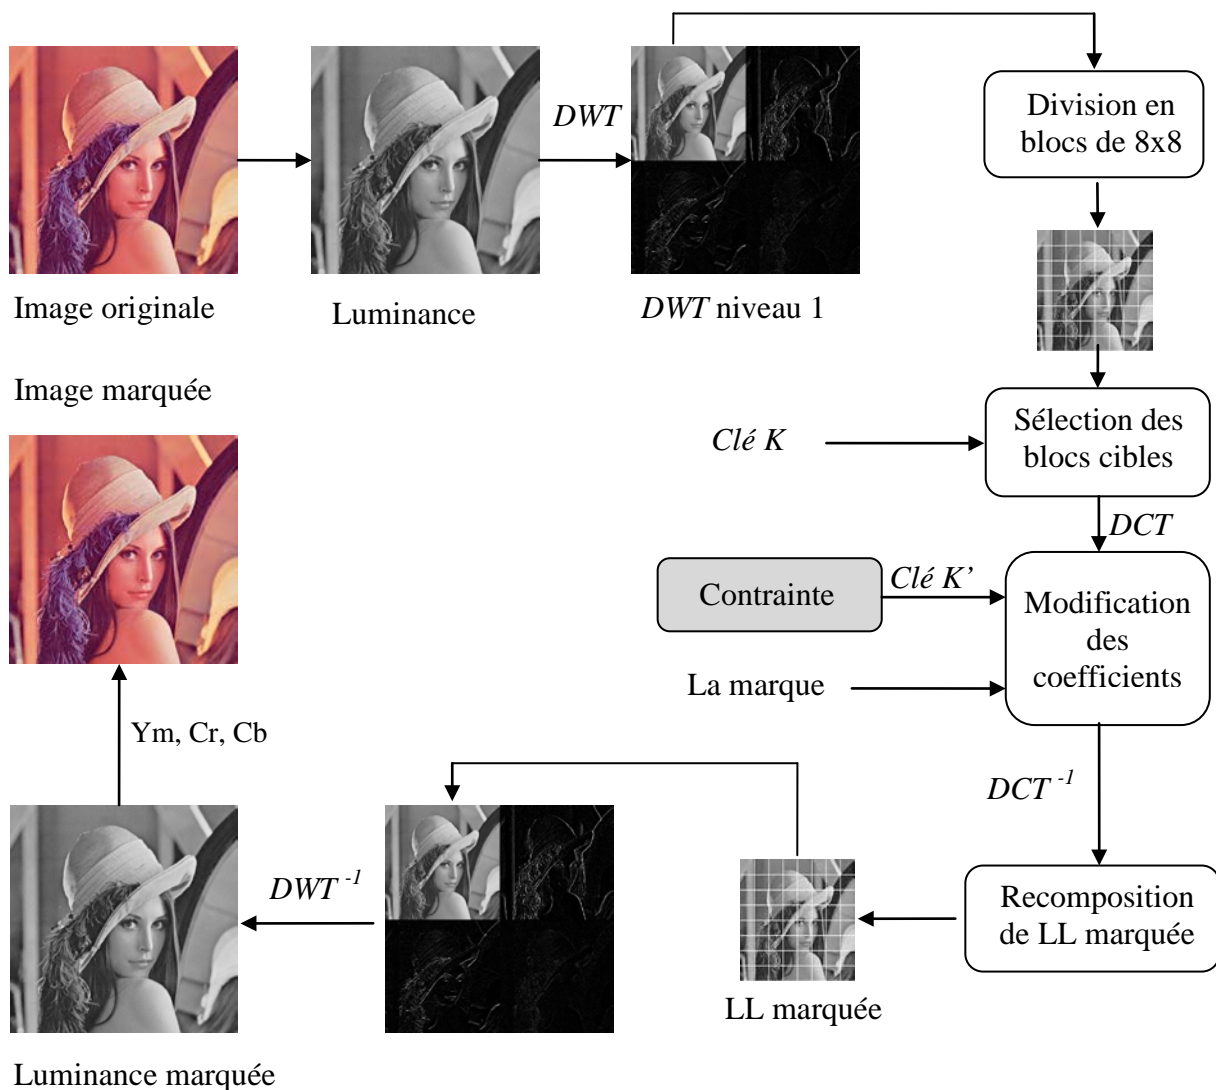 DWT
Division en
blocs de 8x8
Image originale
Luminance
DWT niveau 1
Image marquée
Clé K
Sélection des
blocs cibles
DCT
Contrainte
Clé K’
Modification
des
coefficients
La marque
Ym, Cr, Cb
DCT -1
DWT -1
Recomposition
de LL marquée
LL marquée
Luminance marquée